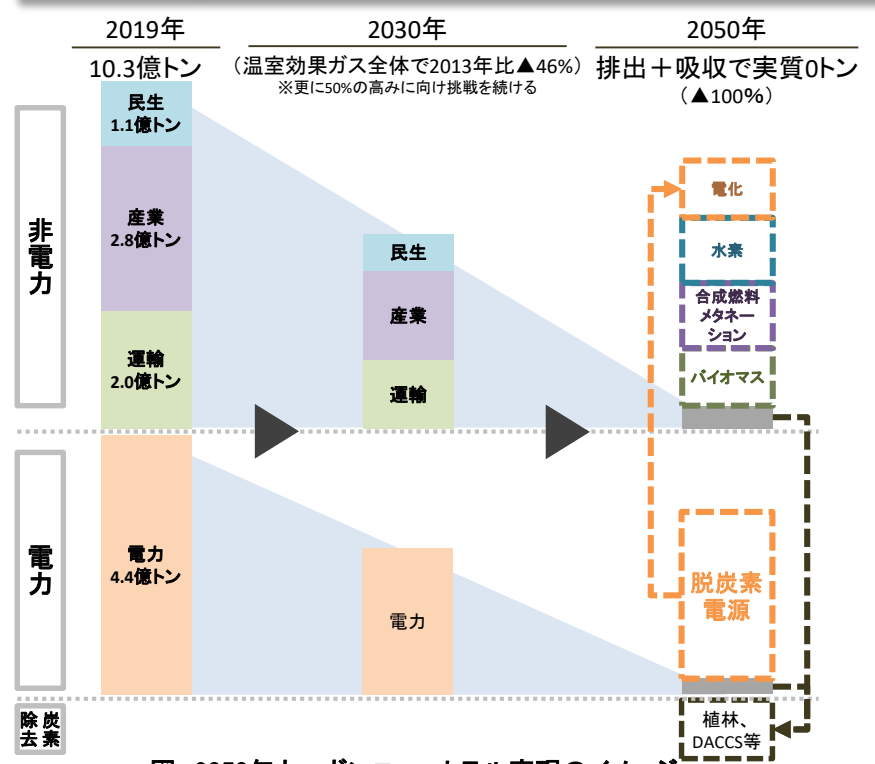 2019年
2030年
2050年
10.3億トン
（温室効果ガス全体で2013年比▲46%）
※更に50%の高みに向け挑戦を続ける
排出＋吸収で実質0トン
（▲100%）
非電力
民生
1.1億トン
産業
2.8億トン
運輸
2.0億トン
民生
産業
運輸
電化
水素
合成燃料
メタネー
ション
バイオマス
電力
電力
4.4億トン
電力
脱炭素
電源
炭素
除去
植林、
DACCS等